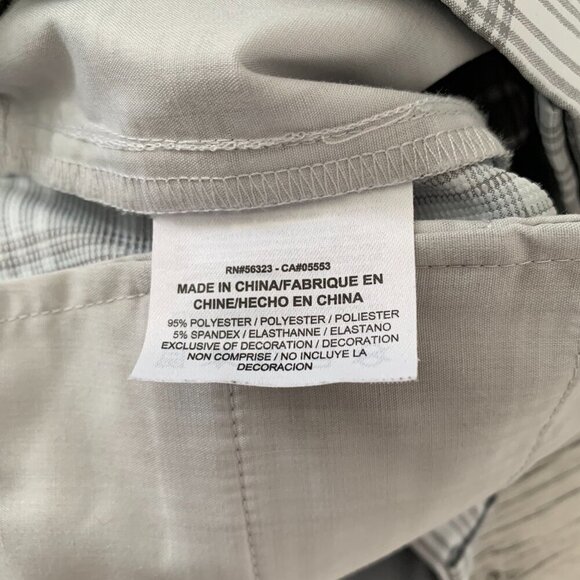 RN#56323 - CA#05553
MADE IN CHINA/FABRIQUE EN
CHINE/HECHO EN CHINA
95% POLYESTER / POLYESTER / POLIESTER
5% SPANDEX / ELASTHANNE / ELASTANO
EXCLUSIVE OF DECORATION / DECORATION
NON COMPRISE / NO INCLUYE LA
DECORACION